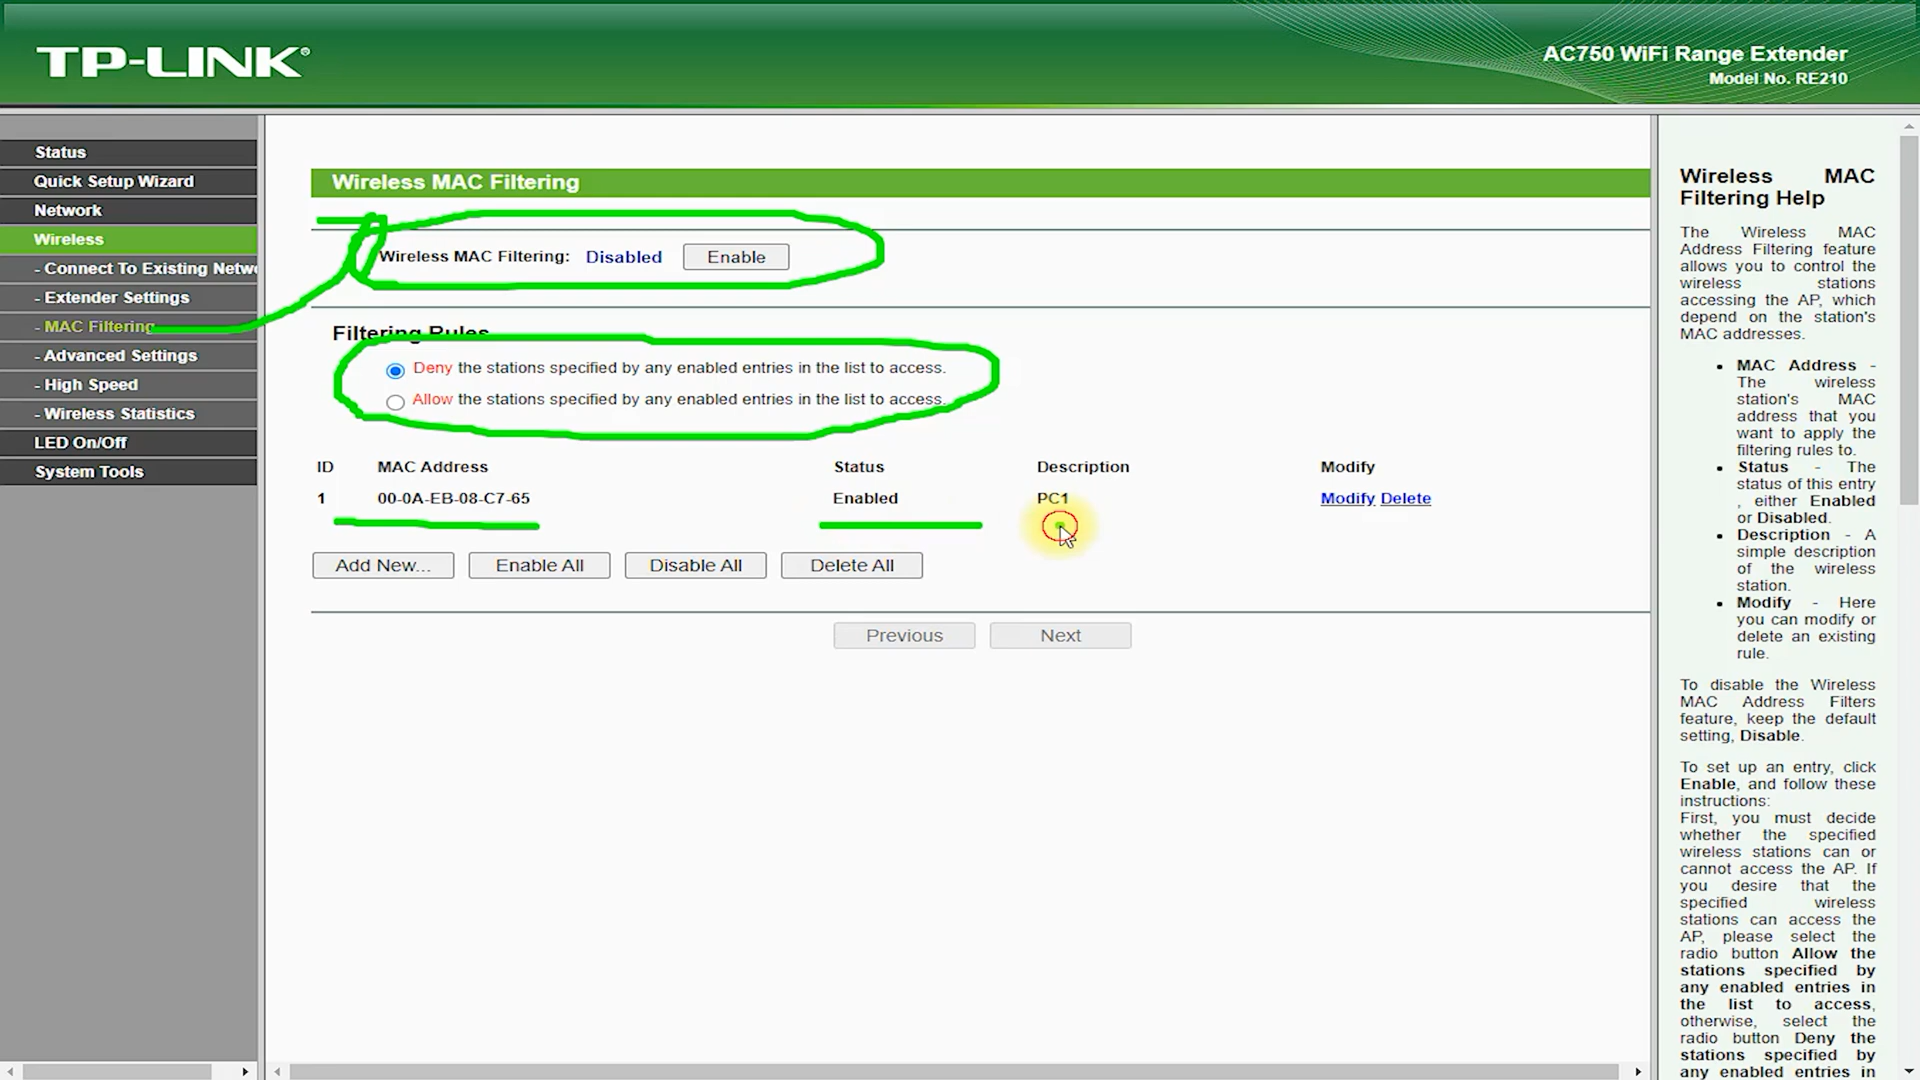 TP-LINK®
AC750 WiFi Range Extender
Model No. RE210
Status
Quick Setup Wizard
Network
Wireless
- Connect To Existing Netw
- Extender Settings
- MAC Filtering
- Advanced Settings
- High Speed
- Wireless Statistics
LED On/Off
System Tools
Wireless MAC Filtering
Wireless MAC Filtering: Disabled Enable
Filtering Rules
Deny the stations specified by any enabled entries in the list to access.
Allow the stations specified by any enabled entries in the list to access.
ID MAC Address Status Description Modify
1 00-0A-EB-08-C7-65 Enabled PC1 Modify Delete
Add New... Enable All Disable All Delete All
Previous Next
Wireless MAC
Filtering Help
The Wireless MAC
Address Filtering feature
allows you to control the
wireless stations
accessing the AP, which
depend on the station's
MAC addresses.
• MAC Address -
The wireless
station's MAC
address that you
want to apply the
filtering rules to.
• Status - The
status of this entry
, either Enabled
or Disabled.
• Description - A
simple description
of the wireless
station.
• Modify - Here
you can modify or
delete an existing
rule.
To disable the Wireless
MAC Address Filters
feature, keep the default
setting, Disable.
To set up an entry, click
Enable, and follow these
instructions:
First, you must decide
whether the specified
wireless stations can or
cannot access the AP. If
you desire that the
specified wireless
stations can access the
AP, please select the
radio button Allow the
stations specified by
any enabled entries in
the list to access,
otherwise, select the
radio button Deny the
stations specified by
any enabled entries in